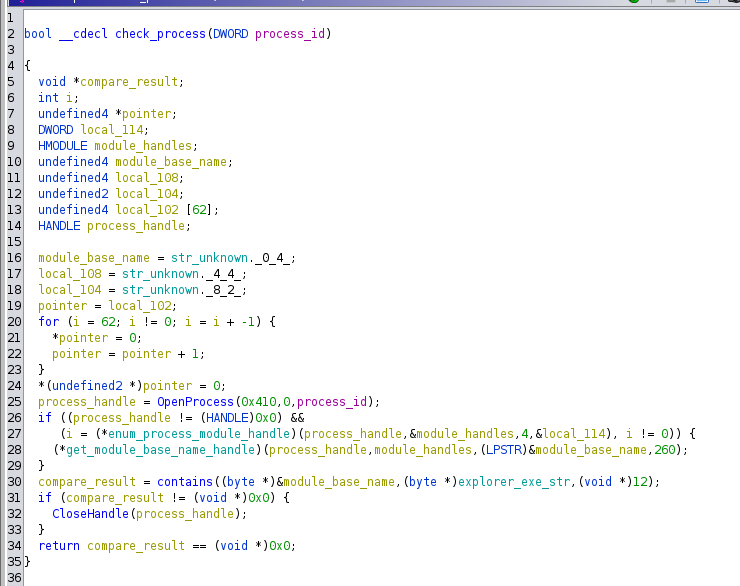 1
2 bool __cdecl check_process(DWORD process_id)
3
4 {
5 void *compare_result;
6 int i;
7 undefined4 *pointer;
8 DWORD local_114;
9 HMODULE module_handles;
10 undefined4 module_base_name;
11 undefined4 local_108;
12 undefined2 local_104;
13 undefined4 local_102 [62];
14 HANDLE process_handle;
15
16 module_base_name = str_unknown._0_4_;
17 local_108 = str_unknown._4_4_;
18 local_104 = str_unknown._8_2_;
19 pointer = local_102;
20 for (i = 62; i != 0; i = i + -1) {
21 *pointer = 0;
22 pointer = pointer + 1;
23 }
24 *(undefined2 *)pointer = 0;
25 process_handle = OpenProcess(0x410,0,process_id);
26 if ((process_handle != (HANDLE)0x0) &&
27 (i = (*enum_process_module_handle)(process_handle,&module_handles,4,&local_114), i != 0)) {
28 (*get_module_base_name_handle)(process_handle,module_handles,(LPSTR)&module_base_name,260);
29 }
30 compare_result = contains((byte *)&module_base_name,(byte *)explorer_exe_str,(void *)12);
31 if (compare_result != (void *)0x0) {
32 CloseHandle(process_handle);
33 }
34 return compare_result == (void *)0x0;
35 }
36